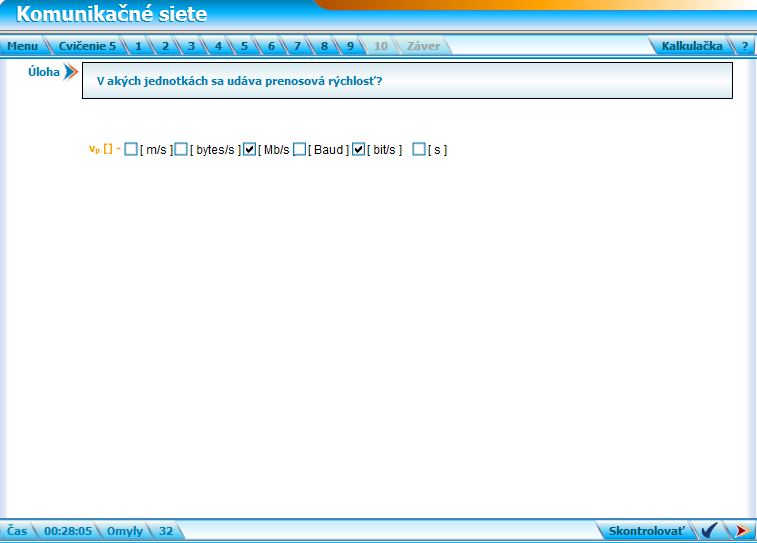 Komunikačné siete
Menu Cvičenie 5 1 2 3 4 5 6 7 8 9 10 Záver Kalkulačka ?
Úloha V akých jednotkách sa udáva prenosová rýchlosť?
vₚ [] - [ m/s ] [ bytes/s ] [ Mb/s [ Baud ] [ bit/s ] [ s ]
Čas 00:28:05 Omyly 32 Skontrolovať